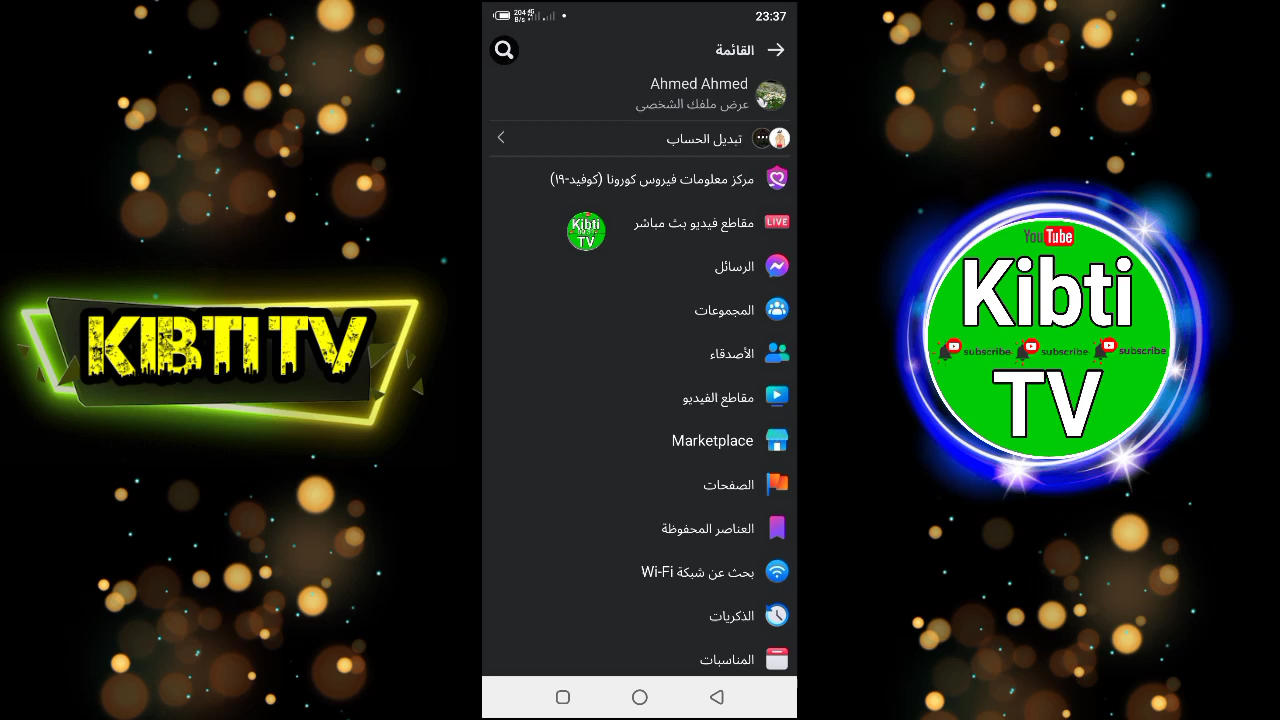 KIBTI TV
204 4G
B/s
23:37
القائمة
Ahmed Ahmed
عرض ملفك الشخصي
تبديل الحساب
مركز معلومات فيروس كورونا (كوفيد-١٩)
LIVE
مقاطع فيديو بث مباشر
Kibti
TV
الرسائل
المجموعات
الأصدقاء
مقاطع الفيديو
Marketplace
الصفحات
العناصر المحفوظة
بحث عن شبكة Wi-Fi
الذكريات
المناسبات
YouTube
Kibti
subscribe subscribe subscribe
TV